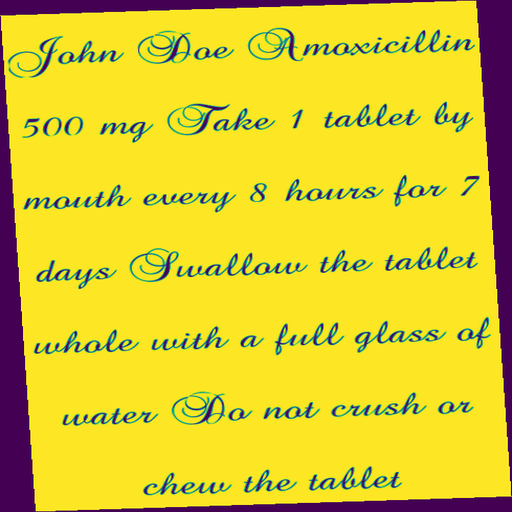 John Doe Amoxicillin
500 mg Take 1 tablet by
mouth every 8 hours for 7
days Swallow the tablet
whole with a full glass of
water Do not crush or
chew the tablet